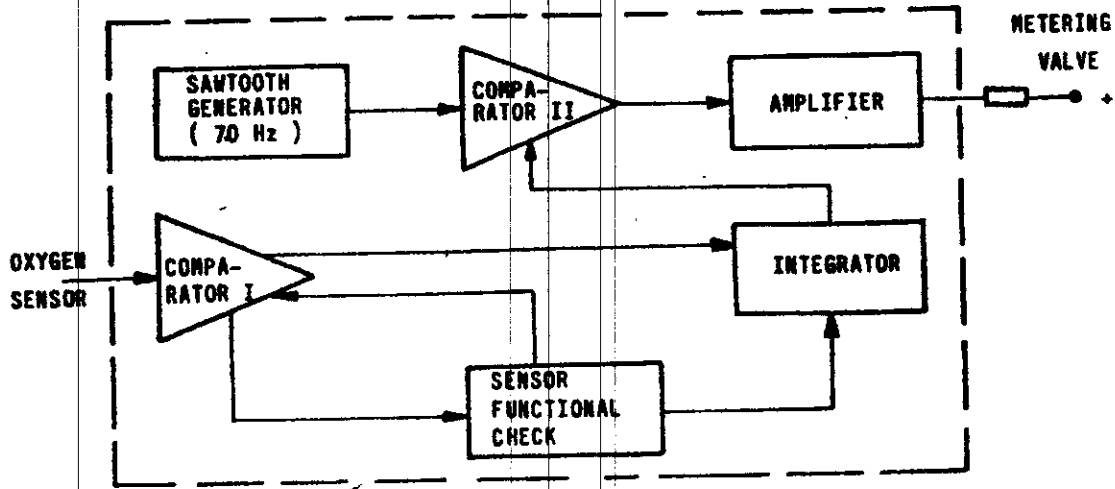 METERING
VALVE
+
SAWTOOTH
GENERATOR
( 70 Hz )
COMPA-
RATOR II
AMPLIFIER
OXYGEN
SENSOR
COMPA-
RATOR I
INTEGRATOR
SENSOR
FUNCTIONAL
CHECK